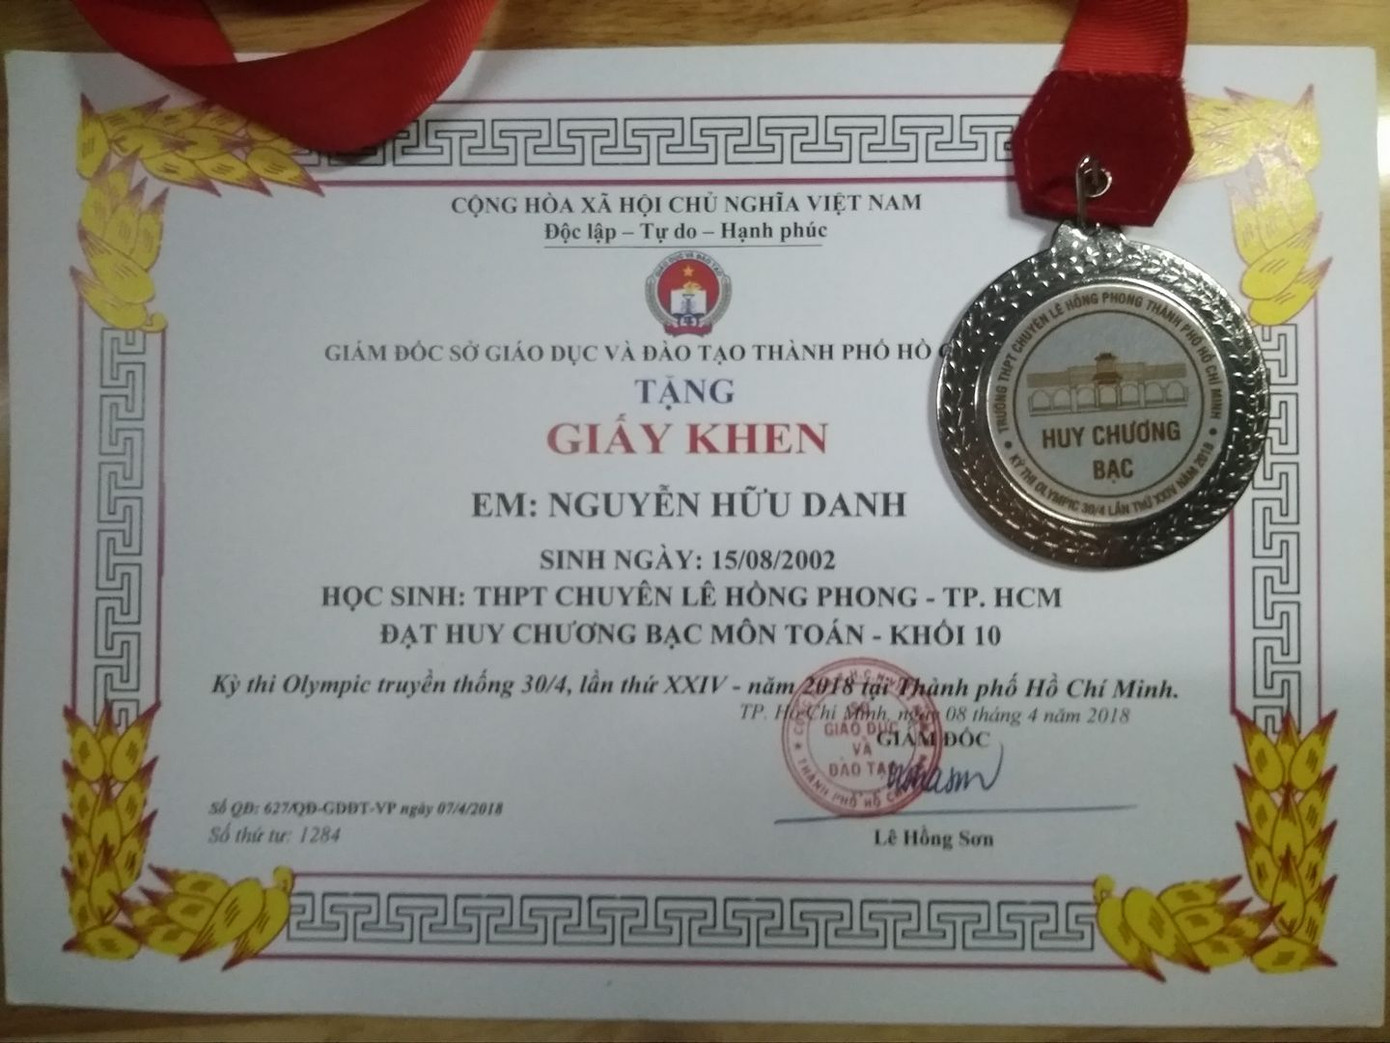 CỘNG HÒA XÃ HỘI CHỦ NGHĨA VIỆT NAM
Độc lập – Tự do – Hạnh phúc
GIÁO DỤC VÀ ĐÀO TẠO
GIÁM ĐỐC SỞ GIÁO DỤC VÀ ĐÀO TẠO THÀNH PHỐ HỒ
TẶNG
GIẤY KHEN
EM: NGUYỄN HỮU DANH
SINH NGÀY: 15/08/2002
HỌC SINH: THPT CHUYÊN LÊ HỒNG PHONG - TP. HCM
ĐẠT HUY CHƯƠNG BẠC MÔN TOÁN - KHỐI 10
Kỳ thi Olympic truyền thống 30/4, lần thứ XXIV - năm 2018 tại Thành phố Hồ Chí Minh.
TP. Hồ Chí Minh, ngày 08 tháng 4 năm 2018
GIÁM ĐỐC
SỞ
GIÁO DỤC
VÀ
ĐÀO TẠO
THÀNH PHỐ HỒ
Lê Hồng Sơn
Số QĐ: 627/QĐ-GDĐT-VP ngày 07/4/2018
Số thứ tự: 1284
TRƯỜNG THPT CHUYÊN LÊ HỒNG PHONG THÀNH PHỐ HỒ CHÍ MINH
HUY CHƯƠNG
BẠC
KỲ THI OLYMPIC 30/4 LẦN THỨ XXIV NĂM 2018